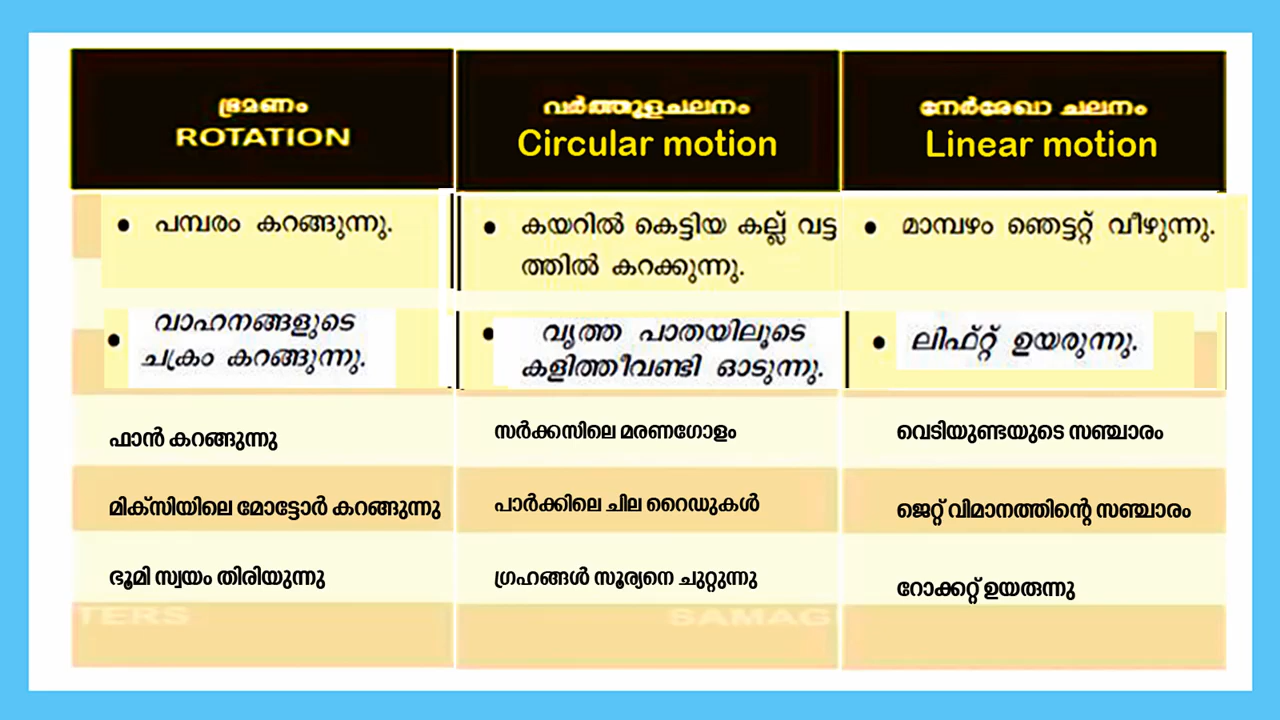 ഭ്രമണം
ROTATION
വർത്തുളചലനം
Circular motion
നേർരേഖാ ചലനം
Linear motion
• പമ്പരം കറങ്ങുന്നു.
• കയറിൽ കെട്ടിയ കല്ല് വട്ട
ത്തിൽ കറക്കുന്നു.
• മാമ്പഴം ഞെട്ടറ്റ് വീഴുന്നു.
• വാഹനങ്ങളുടെ
ചക്രം കറങ്ങുന്നു.
• വൃത്ത പാതയിലൂടെ
കളിത്തീവണ്ടി ഓടുന്നു.
• ലിഫ്റ്റ് ഉയരുന്നു.
ഫാൻ കറങ്ങുന്നു
സർക്കസിലെ മരണഗോളം
വെടിയുണ്ടയുടെ സഞ്ചാരം
മിക്സിയിലെ മോട്ടോർ കറങ്ങുന്നു
പാർക്കിലെ ചില റൈഡുകൾ
ജെറ്റ് വിമാനത്തിന്റെ സഞ്ചാരം
ഭൂമി സ്വയം തിരിയുന്നു
ഗ്രഹങ്ങൾ സൂര്യനെ ചുറ്റുന്നു
റോക്കറ്റ് ഉയരുന്നു
TERS
SAMAG